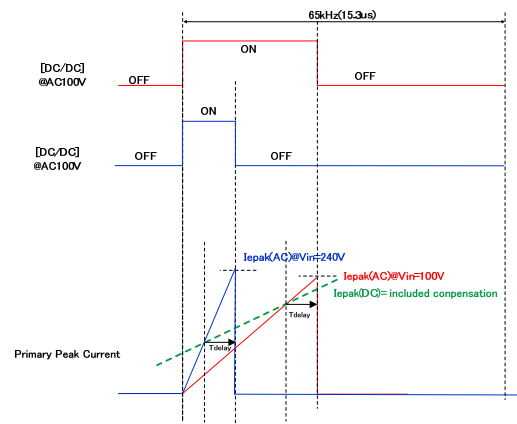 65kHz(15.3us)
ON
[DC/DC]
@AC100V
OFF
OFF
ON
[DC/DC]
@AC100V
OFF
OFF
Iepak(AC)@Vin=240V
Iepak(AC)@Vin=100V
Iepak(DC)= included conpensation
Tdelay
Tdelay
Primary Peak Current